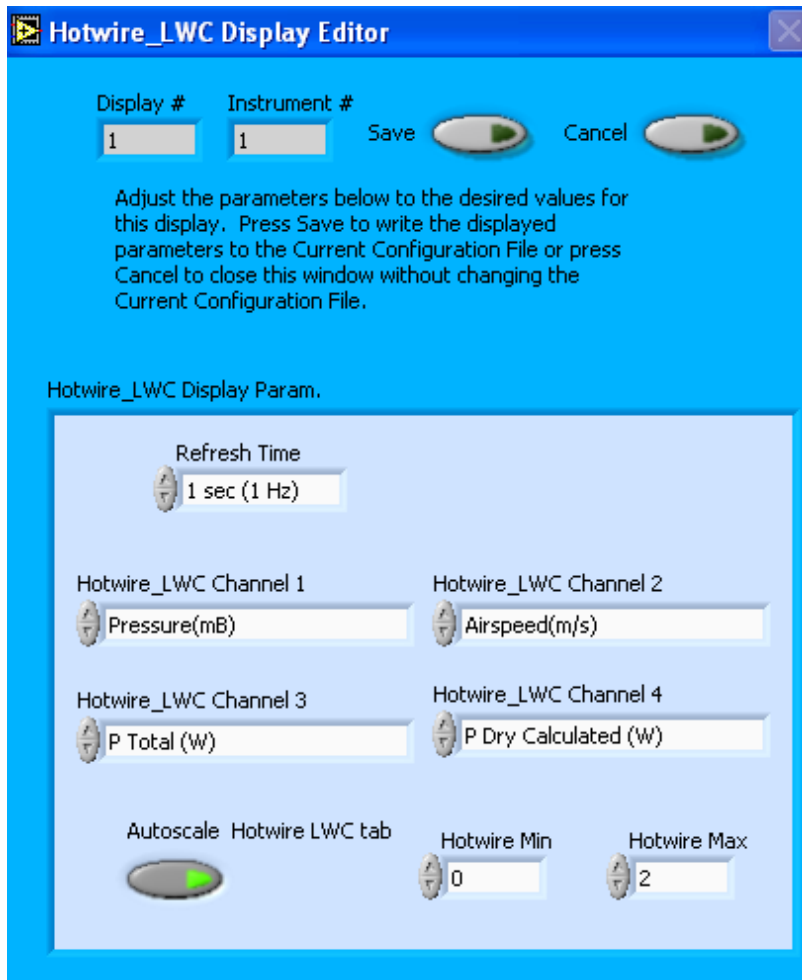 Hotwire_LWC Display Editor
Display # Instrument #
1 1 Save Cancel
Adjust the parameters below to the desired values for
this display. Press Save to write the displayed
parameters to the Current Configuration File or press
Cancel to close this window without changing the
Current Configuration File.
Hotwire_LWC Display Param.
Refresh Time
1 sec (1 Hz)
Hotwire_LWC Channel 1 Hotwire_LWC Channel 2
Pressure(mB) Airspeed(m/s)
Hotwire_LWC Channel 3 Hotwire_LWC Channel 4
P Total (W) P Dry Calculated (W)
Autoscale Hotwire LWC tab Hotwire Min Hotwire Max
0 2